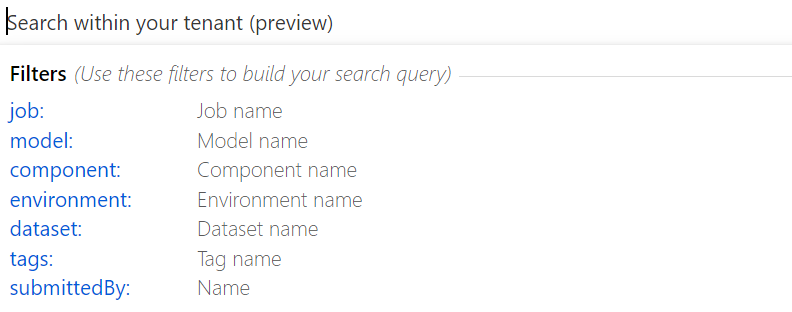 Search within your tenant (preview)
Filters (Use these filters to build your search query)
job: Job name
model: Model name
component: Component name
environment: Environment name
dataset: Dataset name
tags: Tag name
submittedBy: Name